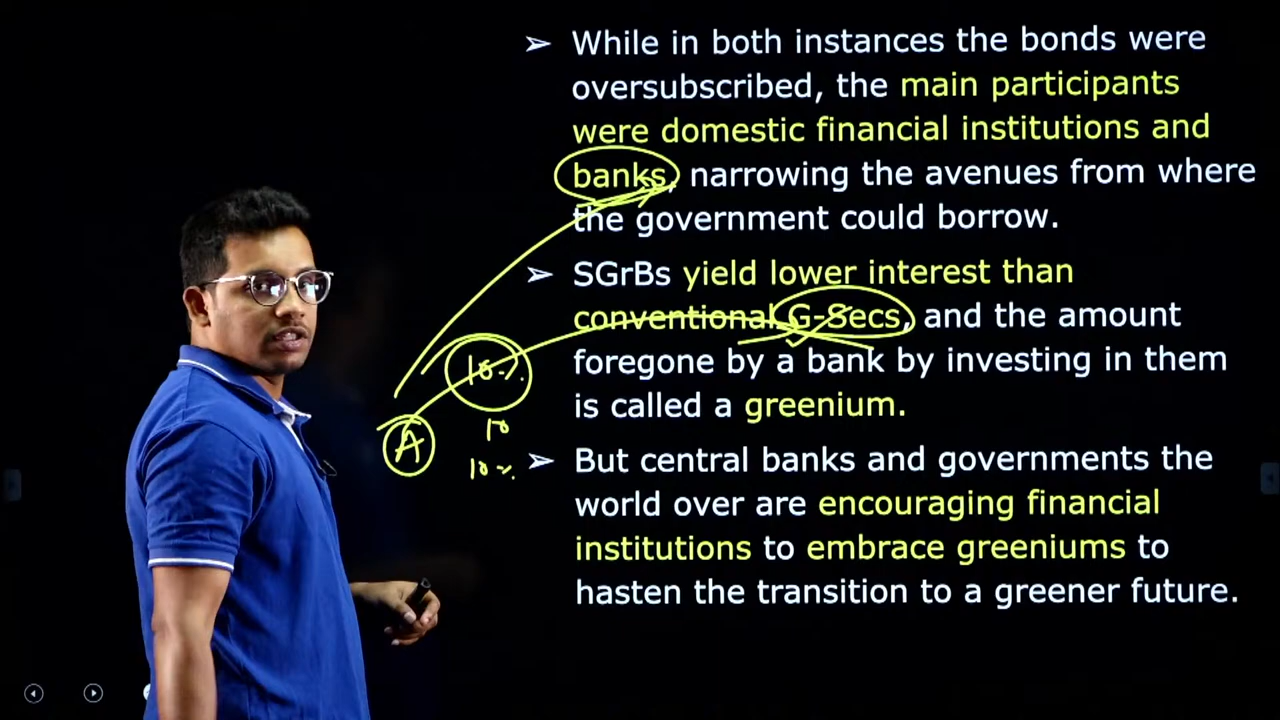 ➢ While in both instances the bonds were
oversubscribed, the main participants
were domestic financial institutions and
banks, narrowing the avenues from where
the government could borrow.
➢ SGrBs yield lower interest than
conventional G-Secs, and the amount
foregone by a bank by investing in them
is called a greenium.
➢ But central banks and governments the
world over are encouraging financial
institutions to embrace greeniums to
hasten the transition to a greener future.
A
10
10 %.